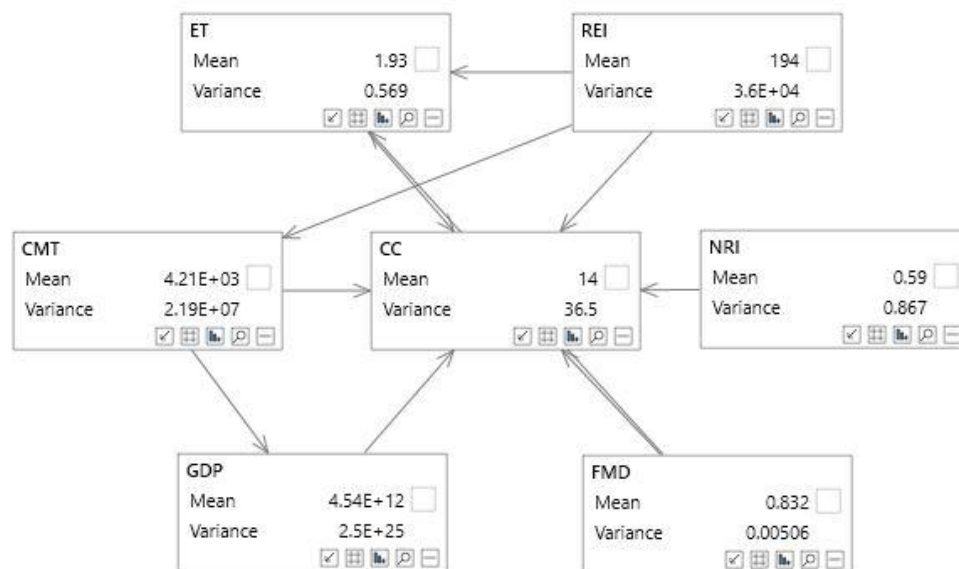 ET
Mean 1.93
Variance 0.569
REI
Mean 194
Variance 3.6E+04
CMT
Mean 4.21E+03
Variance 2.19E+07
CC
Mean 14
Variance 36.5
NRI
Mean 0.59
Variance 0.867
GDP
Mean 4.54E+12
Variance 2.5E+25
FMD
Mean 0.832
Variance 0.00506